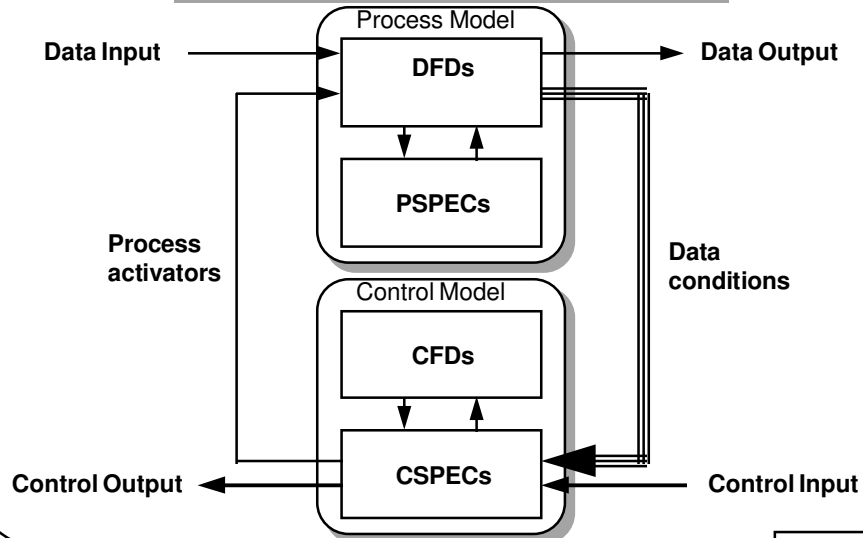 Process Model
Data Input
DFDs
Data Output
PSPECs
Process
activators
Data
conditions
Control Model
CFDs
CSPECs
Control Output
Control Input